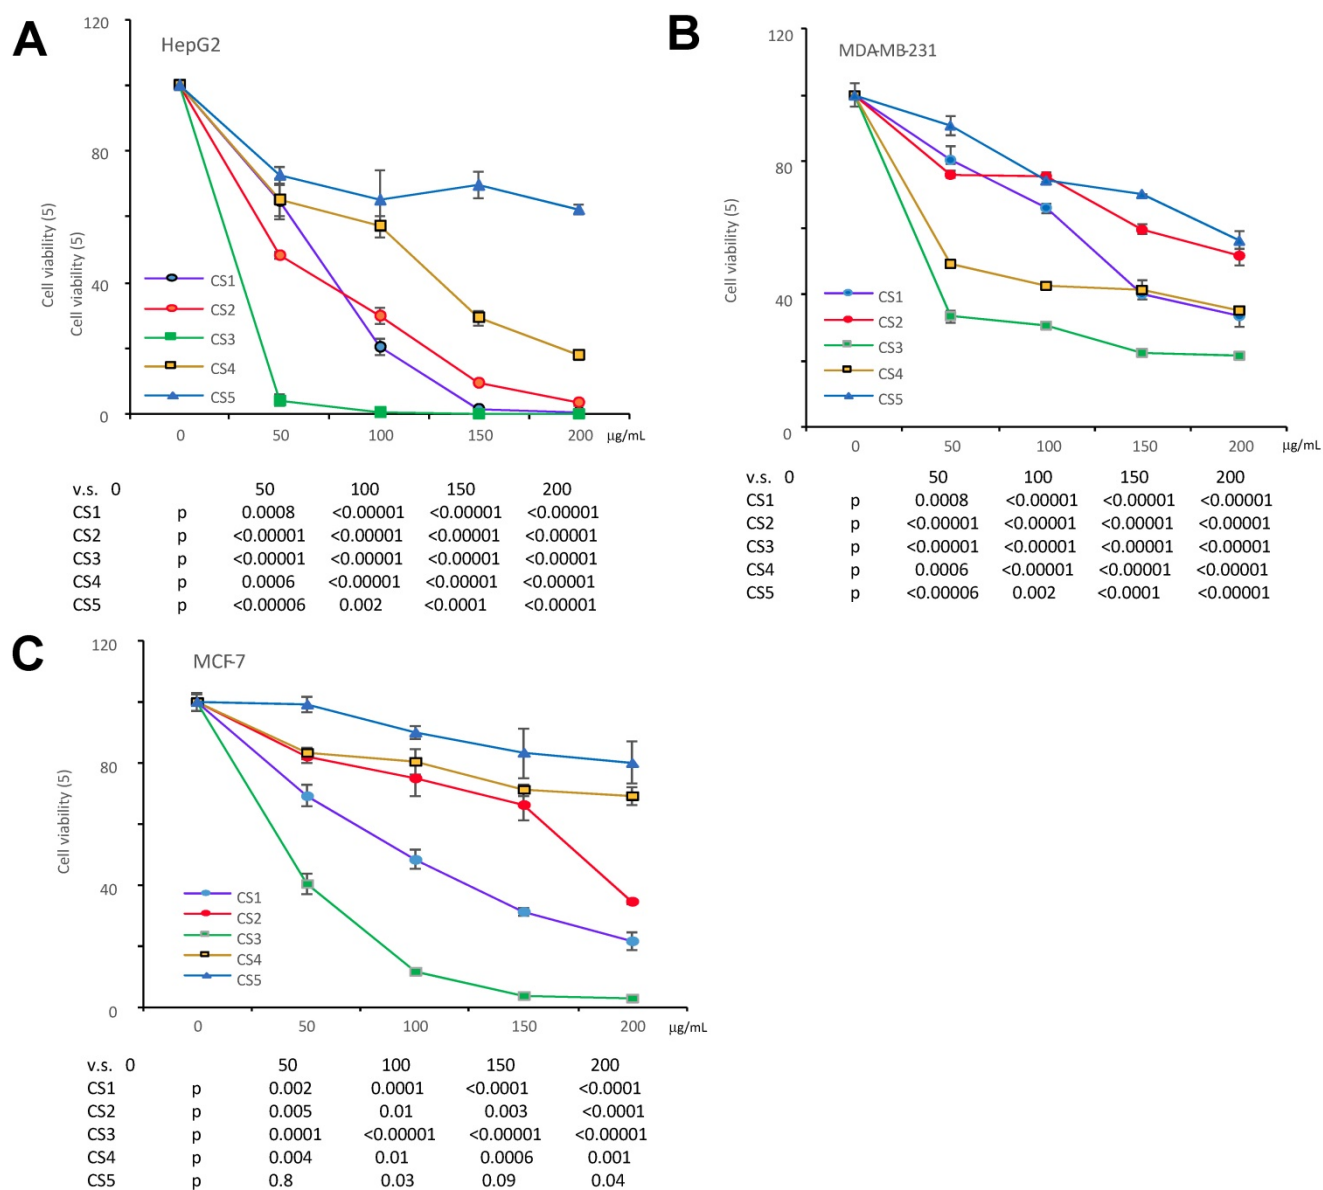 A
HepG2
120
80
40
0
Cell viability (5)
Cell viability (5)
CS1
CS2
CS3
CS4
CS5
0 50 100 150 200 µg/mL
v.s. 0 50 100 150 200
CS1 p 0.0008 <0.00001 <0.00001 <0.00001
CS2 p <0.00001 <0.00001 <0.00001 <0.00001
CS3 p <0.00001 <0.00001 <0.00001 <0.00001
CS4 p 0.0006 <0.00001 <0.00001 <0.00001
CS5 p <0.00006 0.002 <0.0001 <0.00001
B
MDA-MB-231
120
80
40
0
Cell viability (5)
CS1
CS2
CS3
CS4
CS5
0 50 100 150 200 µg/mL
v.s. 0 50 100 150 200
CS1 p 0.0008 <0.00001 <0.00001 <0.00001
CS2 p <0.00001 <0.00001 <0.00001 <0.00001
CS3 p <0.00001 <0.00001 <0.00001 <0.00001
CS4 p 0.0006 <0.00001 <0.00001 <0.00001
CS5 p <0.00006 0.002 <0.0001 <0.00001
C
MCF-7
120
80
40
0
Cell viability (5)
CS1
CS2
CS3
CS4
CS5
0 50 100 150 200 µg/mL
v.s. 0 50 100 150 200
CS1 p 0.002 0.0001 <0.0001 <0.0001
CS2 p 0.005 0.01 0.003 <0.0001
CS3 p 0.0001 <0.00001 <0.00001 <0.00001
CS4 p 0.004 0.01 0.0006 0.001
CS5 p 0.8 0.03 0.09 0.04